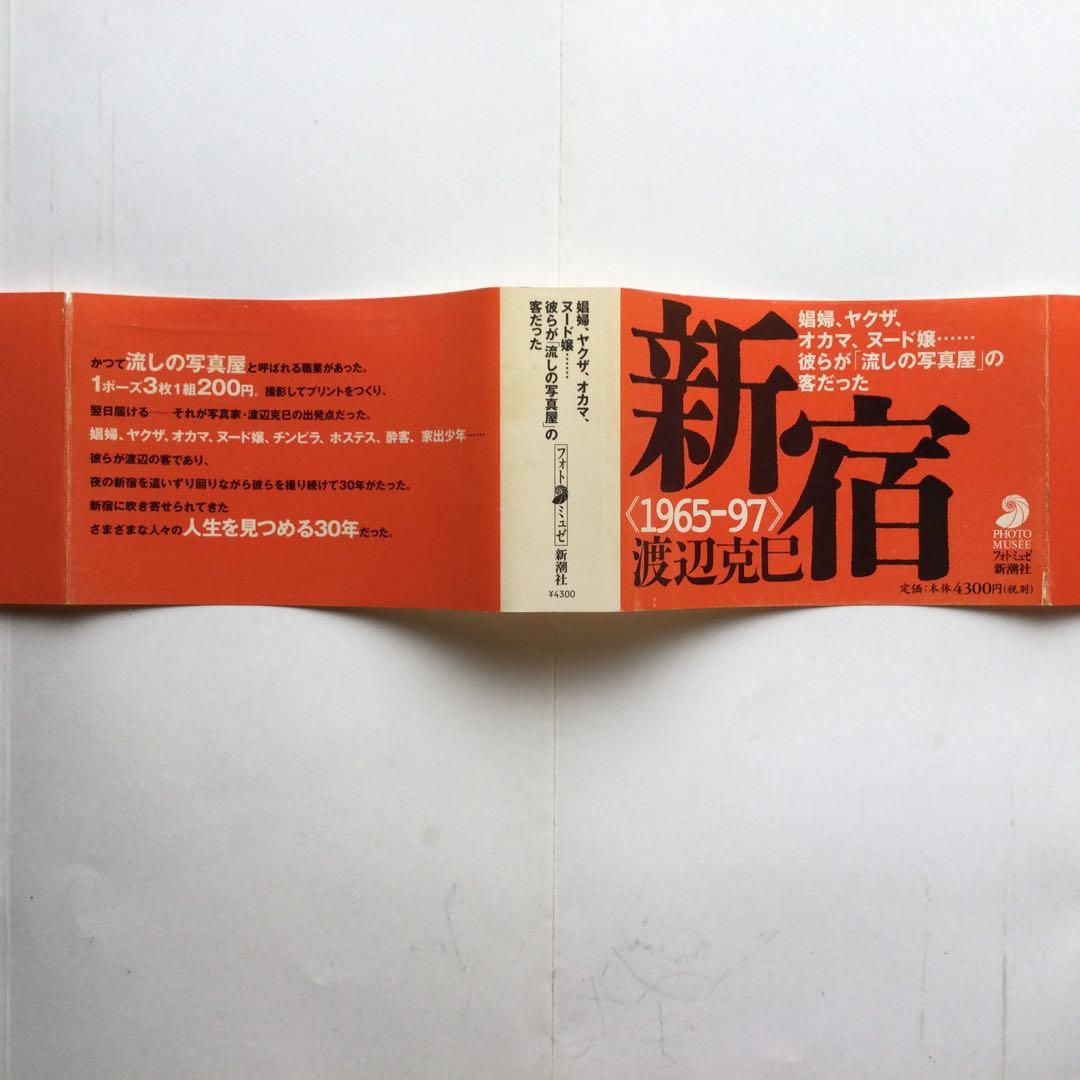 かつて流しの写真屋と呼ばれる職業があった。
1ポーズ3枚1組200円。撮影してプリントをつくり、
翌日届ける──それが写真家・渡辺克巳の出発点だった。
娼婦、ヤクザ、オカマ、ヌード嬢、チンピラ、ホステス、酔客、家出少年……
彼らが渡辺の客であり、
夜の新宿を這いずり回りながら彼らを撮り続けて30年がたった。
新宿に吹き寄せられてきた
さまざまな人々の人生を見つめる30年だった。
娼婦、ヤクザ、オカマ、
ヌード嬢……
彼らが「流しの写真屋」の
客だった
フォト ミュゼ
新潮社
¥4300
新宿
〈1965-97〉
渡辺克巳
娼婦、ヤクザ、
オカマ、ヌード嬢……
彼らが「流しの写真屋」の
客だった
PHOTO
MUSÉE
フォトミュゼ
新潮社
定価:本体4300円(税別)